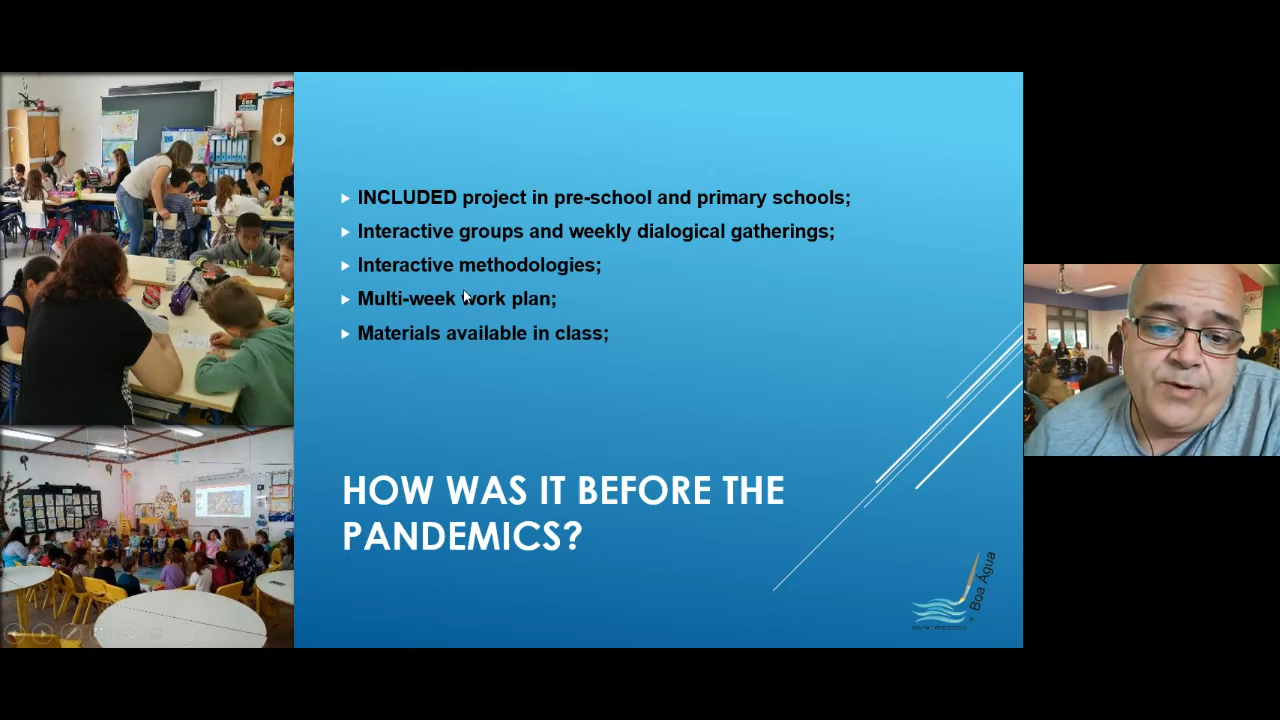 INCLUDED project in pre-school and primary schools;
Interactive groups and weekly dialogical gatherings;
Interactive methodologies;
Multi-week work plan;
Materials available in class;
HOW WAS IT BEFORE THE
PANDEMICS?
Boa Água